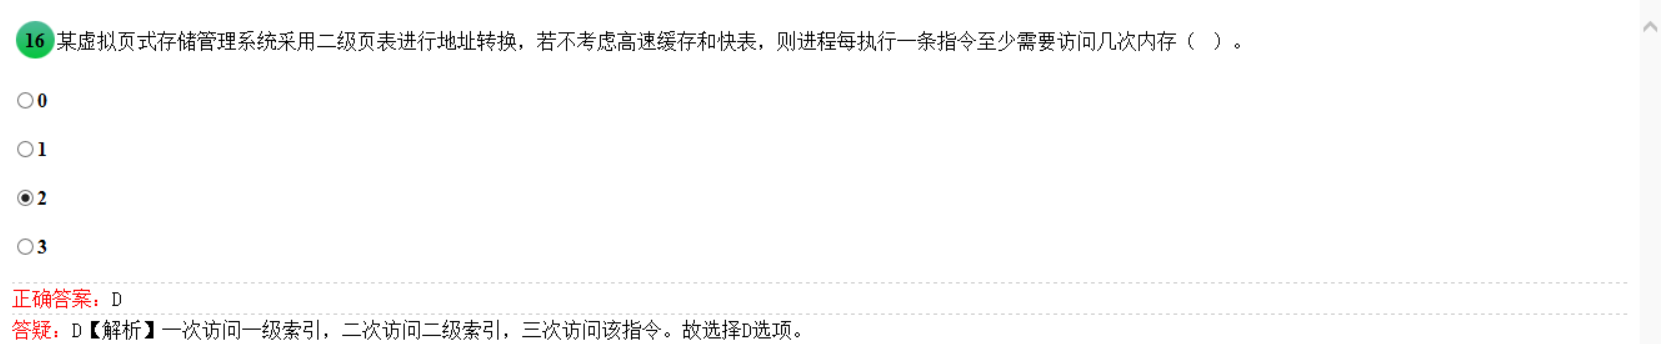 16 某虚拟页式存储管理系统采用二级页表进行地址转换，若不考虑高速缓存和快表，则进程每执行一条指令至少需要访问几次内存（ ）。
0
1
2
3
正确答案：D
答疑：D【解析】一次访问一级索引，二次访问二级索引，三次访问该指令。故选择D选项。